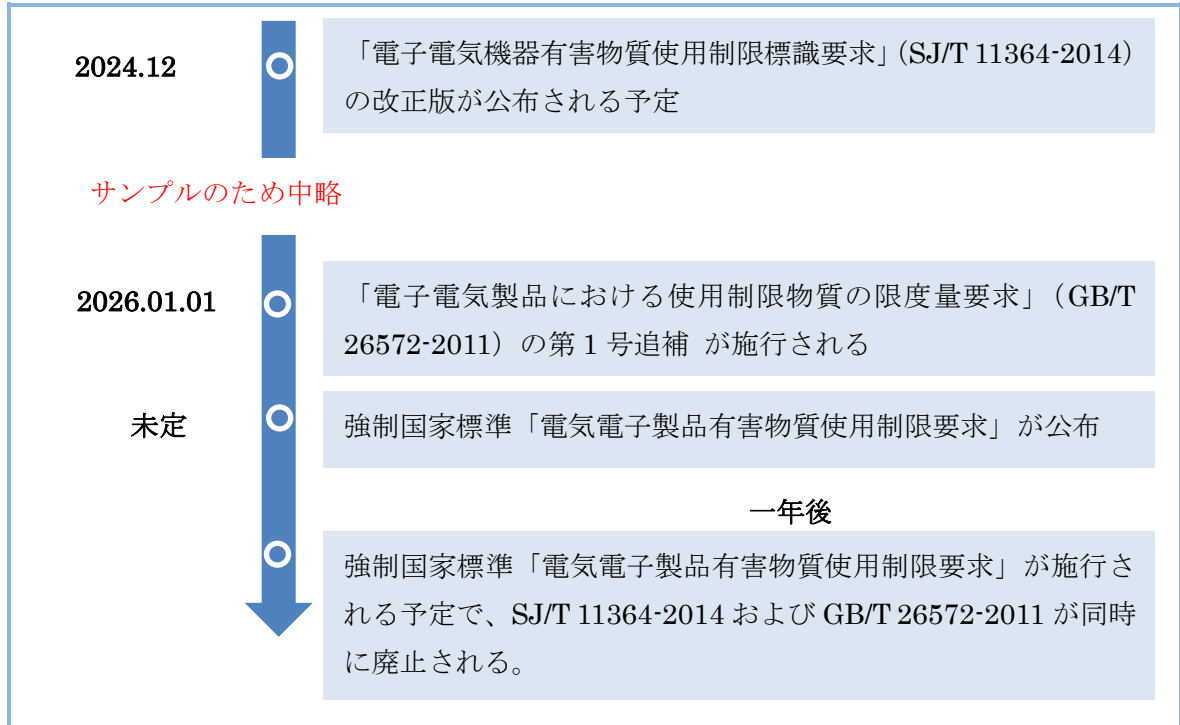 2024.12
「電子電気機器有害物質使用制限標識要求」（SJ/T 11364-2014）
の改正版が公布される予定
サンプルのため中略
2026.01.01
「電子電気製品における使用制限物質の限度量要求」（GB/T
26572-2011）の第 1 号追補 が施行される
未定
強制国家標準「電気電子製品有害物質使用制限要求」が公布
一年後
強制国家標準「電気電子製品有害物質使用制限要求」が施行さ
れる予定で、SJ/T 11364-2014 および GB/T 26572-2011 が同時
に廃止される。